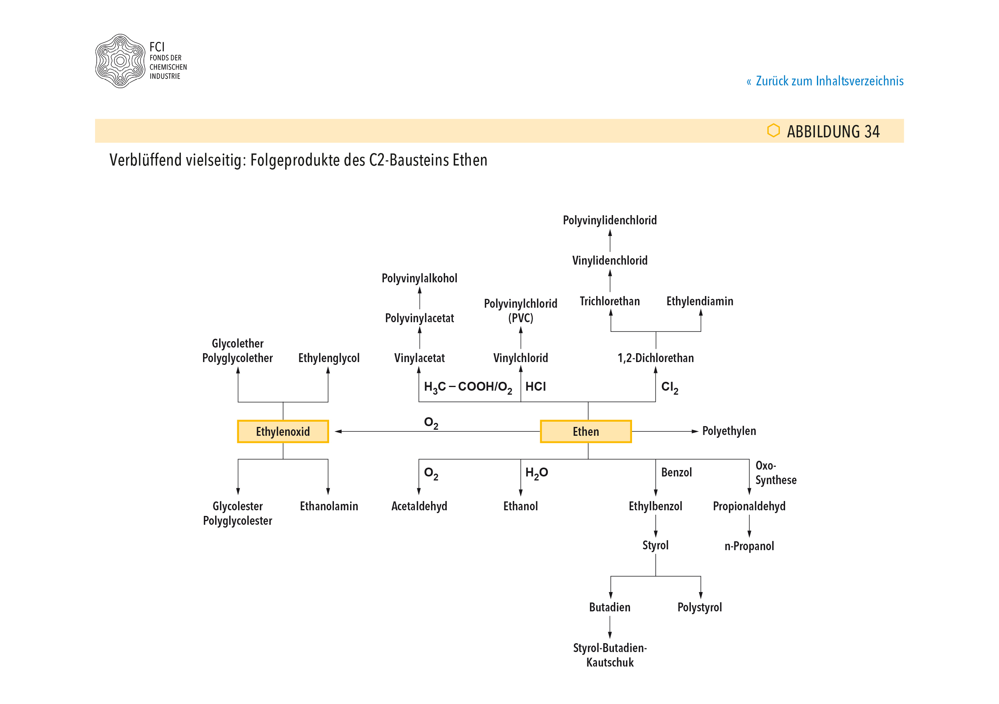 FCI
FONDS DER
CHEMISCHEN
INDUSTRIE
« Zurück zum Inhaltsverzeichnis
ABBILDUNG 34
Verblüffend vielseitig: Folgeprodukte des C2-Bausteins Ethen
Polyvinylidenchlorid
Vinylidenchlorid
Polyvinylalkohol
Trichlorethan
Ethylendiamin
Polyvinylacetat
Polyvinylchlorid
(PVC)
Glycolether
Polyglycolether
Ethylenglycol
Vinylacetat
Vinylchlorid
1,2-Dichlorethan
H₃C – COOH/O₂
HCl
Cl₂
Ethylenoxid
O₂
Ethen
Polyethylen
O₂
H₂O
Benzol
Oxo-
Synthese
Glycolester
Polyglycolester
Ethanolamin
Acetaldehyd
Ethanol
Ethylbenzol
Propionaldehyd
Styrol
n-Propanol
Butadien
Polystyrol
Styrol-Butadien-
Kautschuk